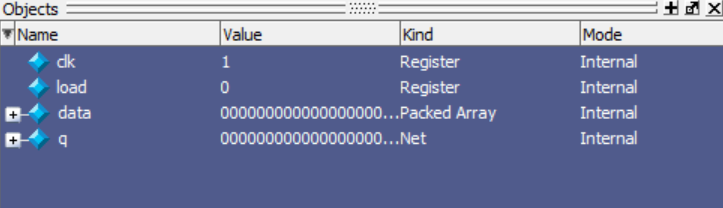 Objects
Name Value Kind Mode
clk 1 Register Internal
load 0 Register Internal
data 000000000000000000...Packed Array Internal
q 000000000000000000...Net Internal